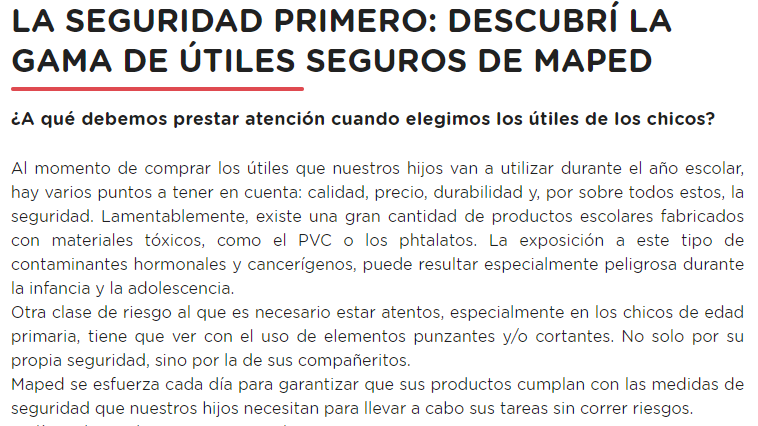 LA SEGURIDAD PRIMERO: DESCUBRÍ LA
GAMA DE ÚTILES SEGUROS DE MAPED
¿A qué debemos prestar atención cuando elegimos los útiles de los chicos?
Al momento de comprar los útiles que nuestros hijos van a utilizar durante el año escolar,
hay varios puntos a tener en cuenta: calidad, precio, durabilidad y, por sobre todos estos, la
seguridad. Lamentablemente, existe una gran cantidad de productos escolares fabricados
con materiales tóxicos, como el PVC o los phtalatos. La exposición a este tipo de
contaminantes hormonales y cancerígenos, puede resultar especialmente peligrosa durante
la infancia y la adolescencia.
Otra clase de riesgo al que es necesario estar atentos, especialmente en los chicos de edad
primaria, tiene que ver con el uso de elementos punzantes y/o cortantes. No solo por su
propia seguridad, sino por la de sus compañeritos.
Maped se esfuerza cada día para garantizar que sus productos cumplan con las medidas de
seguridad que nuestros hijos necesitan para llevar a cabo sus tareas sin correr riesgos.